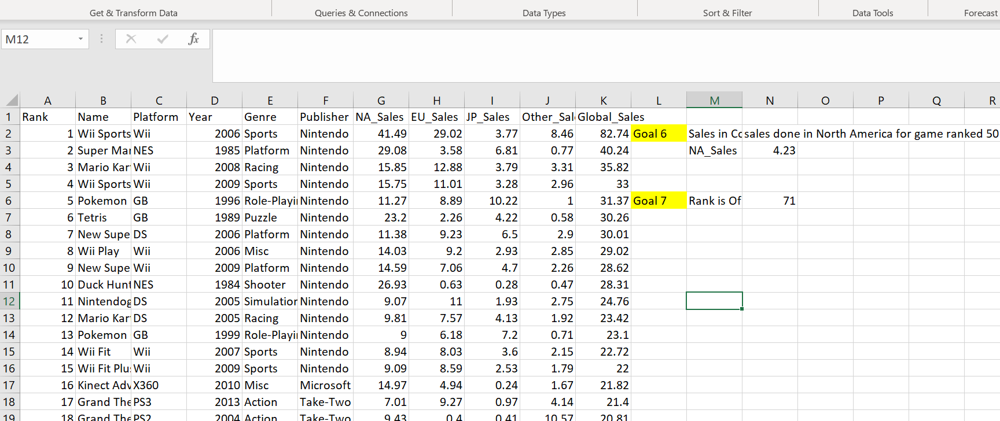 Get & Transform Data Queries & Connections Data Types Sort & Filter Data Tools Forecast
M12 fx
A B C D E F G H I J K L M N O P Q R
1 Rank Name Platform Year Genre Publisher NA_Sales EU_Sales JP_Sales Other_Sal Global_Sales
2 1 Wii Sports Wii 2006 Sports Nintendo 41.49 29.02 3.77 8.46 82.74 Goal 6 Sales in Co sales done in North America for game ranked 50
3 2 Super Mar NES 1985 Platform Nintendo 29.08 3.58 6.81 0.77 40.24 NA_Sales 4.23
4 3 Mario Kar Wii 2008 Racing Nintendo 15.85 12.88 3.79 3.31 35.82
5 4 Wii Sports Wii 2009 Sports Nintendo 15.75 11.01 3.28 2.96 33
6 5 Pokemon GB 1996 Role-Playi Nintendo 11.27 8.89 10.22 1 31.37 Goal 7 Rank is Of 71
7 6 Tetris GB 1989 Puzzle Nintendo 23.2 2.26 4.22 0.58 30.26
8 7 New Supe DS 2006 Platform Nintendo 11.38 9.23 6.5 2.9 30.01
9 8 Wii Play Wii 2006 Misc Nintendo 14.03 9.2 2.93 2.85 29.02
10 9 New Supe Wii 2009 Platform Nintendo 14.59 7.06 4.7 2.26 28.62
11 10 Duck Hunt NES 1984 Shooter Nintendo 26.93 0.63 0.28 0.47 28.31
12 11 Nintendog DS 2005 Simulation Nintendo 9.07 11 1.93 2.75 24.76
13 12 Mario Kar DS 2005 Racing Nintendo 9.81 7.57 4.13 1.92 23.42
14 13 Pokemon GB 1999 Role-Playi Nintendo 9 6.18 7.2 0.71 23.1
15 14 Wii Fit Wii 2007 Sports Nintendo 8.94 8.03 3.6 2.15 22.72
16 15 Wii Fit Plu Wii 2009 Sports Nintendo 9.09 8.59 2.53 1.79 22
17 16 Kinect Adv X360 2010 Misc Microsoft 14.97 4.94 0.24 1.67 21.82
18 17 Grand The PS3 2013 Action Take-Two 7.01 9.27 0.97 4.14 21.4
19 18 Grand The PS2 2004 Action Take-Two 9.43 0.4 0.41 10.57 20.81